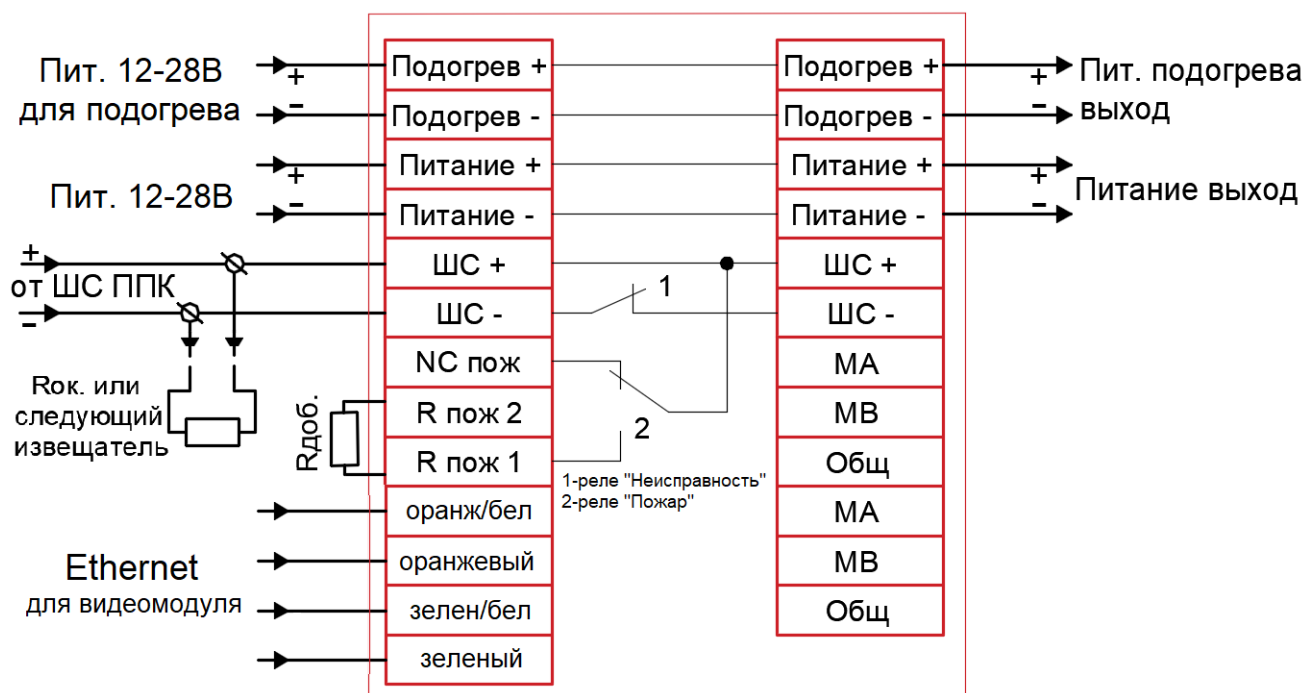 Пит. 12-28В
для подогрева
+
-
Пит. 12-28В
+
-
+
от ШС ППК
-
Rок. или
следующий
извещатель
Rдоб.
Ethernet
для видеомодуля
Подогрев +
Подогрев -
Питание +
Питание -
ШС +
ШС -
NC пож
R пож 2
R пож 1
оранж/бел
оранжевый
зелен/бел
зеленый
1
2
1-реле "Неисправность"
2-реле "Пожар"
Подогрев +
Подогрев -
Питание +
Питание -
ШС +
ШС -
МА
МВ
Общ
МА
МВ
Общ
+
-
Пит. подогрева
выход
+
-
Питание выход